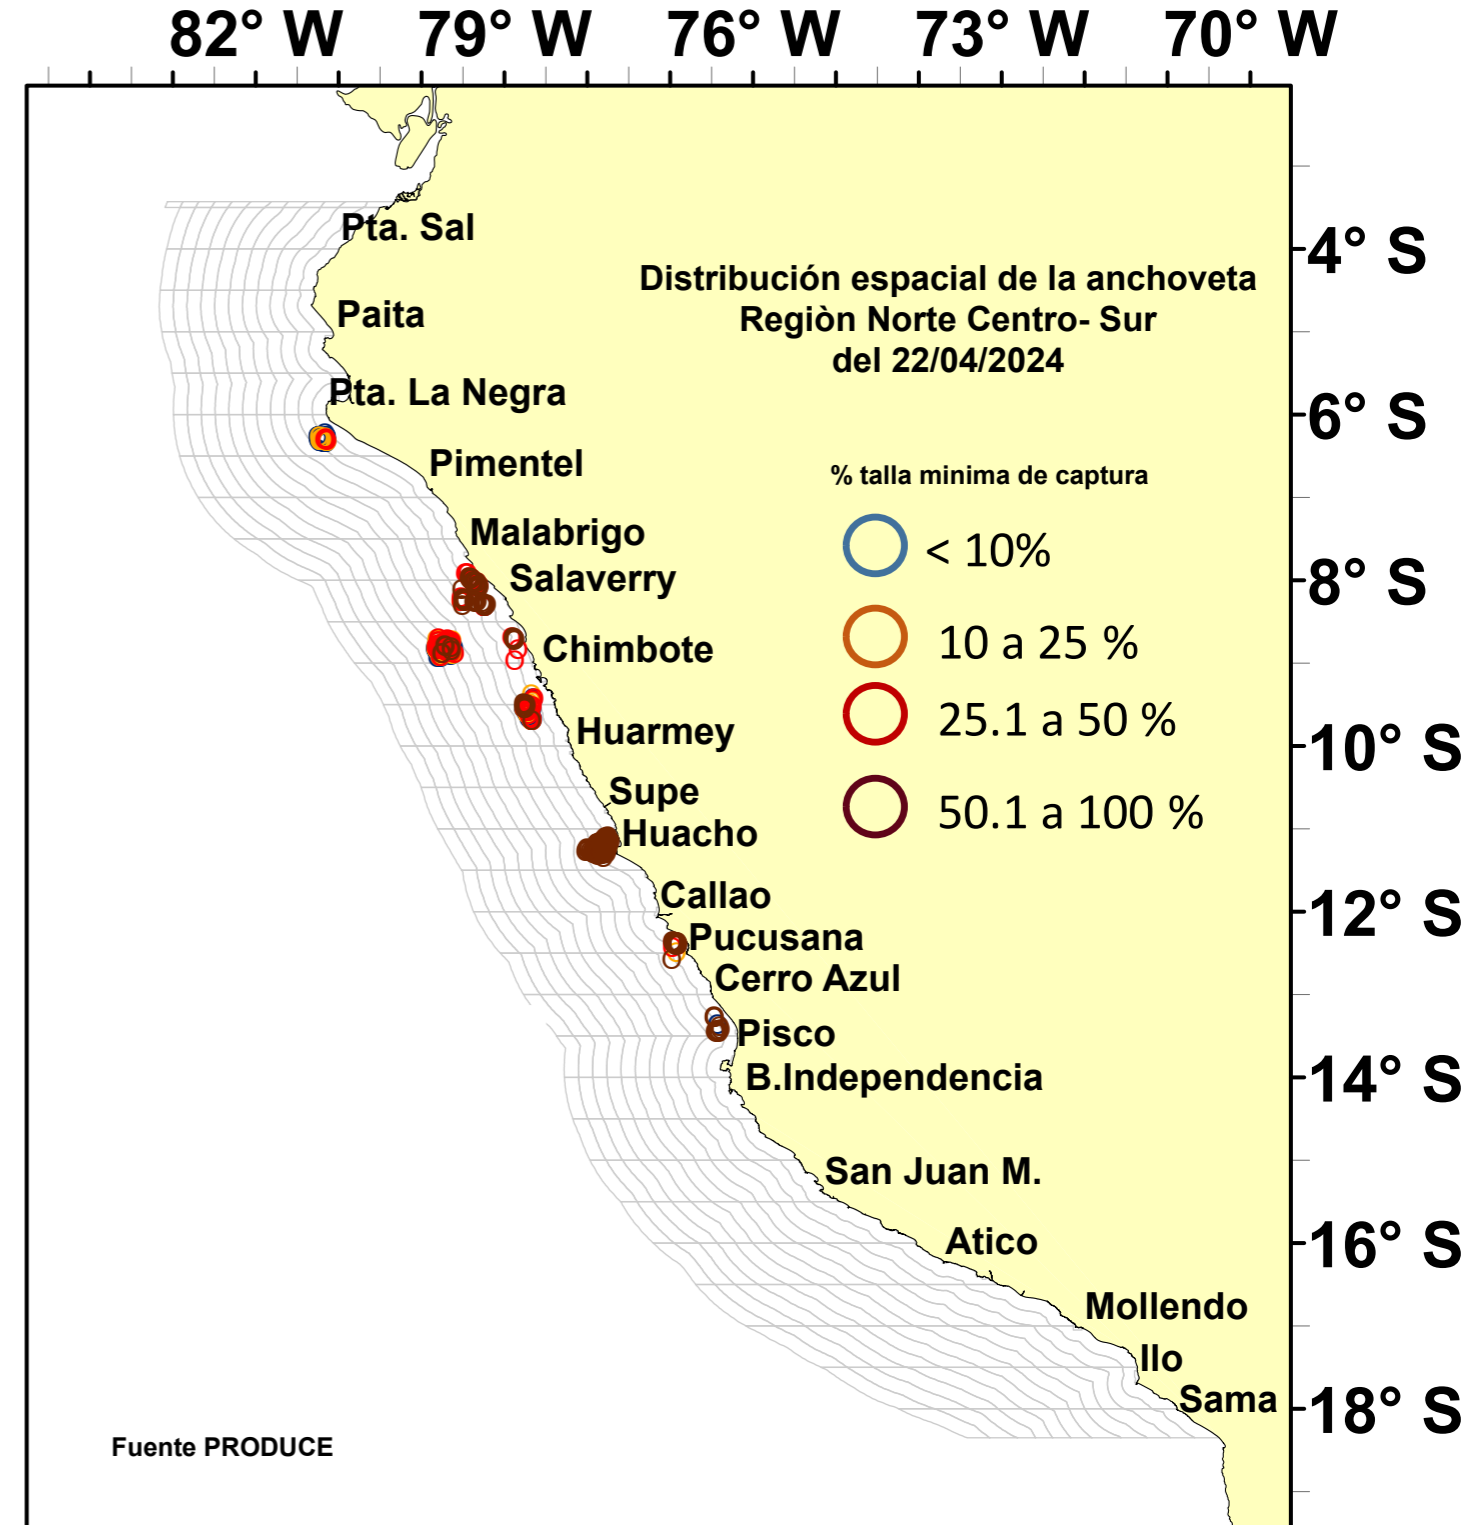 82° W 79° W 76° W 73° W 70° W
Pta. Sal
4° S
Distribución espacial de la anchoveta
Regiòn Norte Centro- Sur
del 22/04/2024
Paita
Pta. La Negra
6° S
Pimentel
% talla minima de captura
Malabrigo
< 10%
Salaverry
8° S
10 a 25 %
Chimbote
25.1 a 50 %
Huarmey
10° S
Supe
50.1 a 100 %
Huacho
Callao
12° S
Pucusana
Cerro Azul
Pisco
B.Independencia
14° S
San Juan M.
Atico
16° S
Mollendo
Ilo
Sama
18° S
Fuente PRODUCE